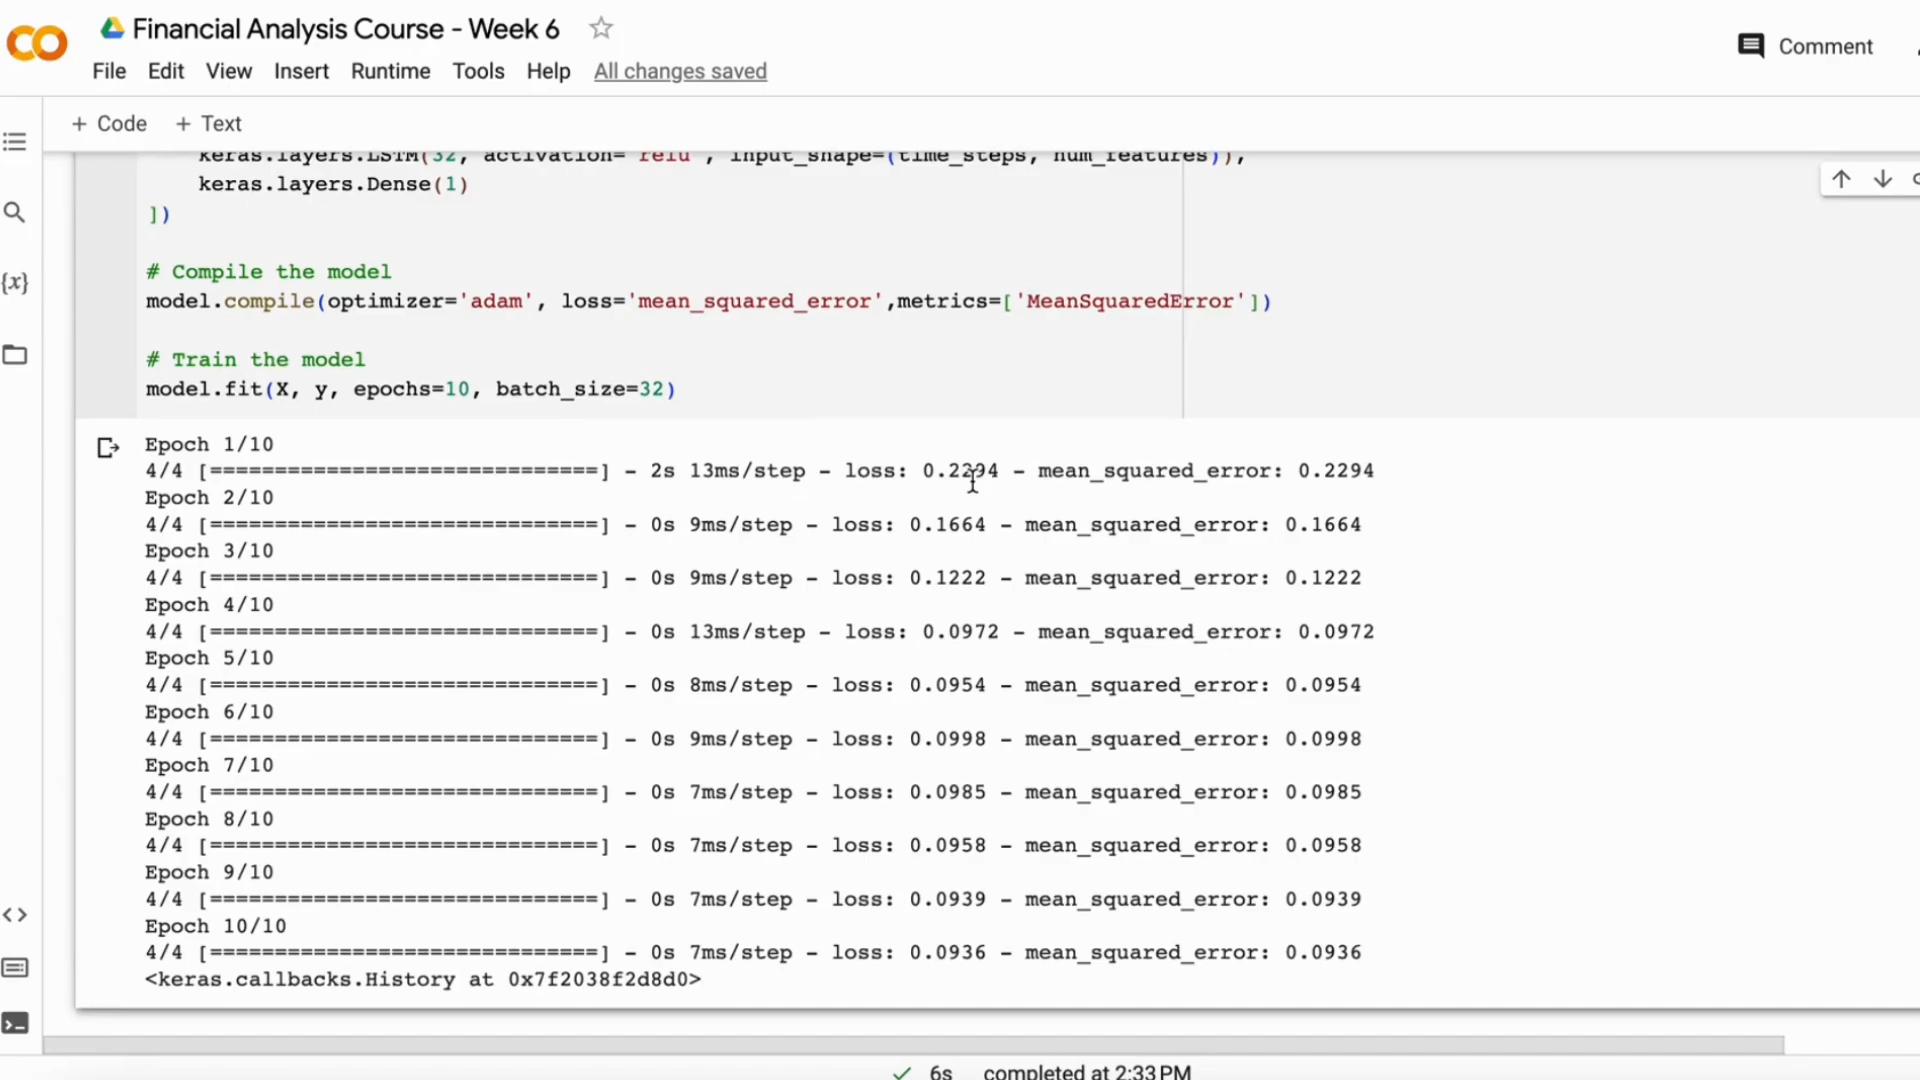 Financial Analysis Course - Week 6
File Edit View Insert Runtime Tools Help All changes saved
Comment
+ Code + Text
keras.layers.LSTM(32, activation='relu', input_shape=(time_steps, num_features)),
keras.layers.Dense(1)
])
# Compile the model
model.compile(optimizer='adam', loss='mean_squared_error',metrics=['MeanSquaredError'])
# Train the model
model.fit(X, y, epochs=10, batch_size=32)
Epoch 1/10
4/4 [==============================] - 2s 13ms/step - loss: 0.2294 - mean_squared_error: 0.2294
Epoch 2/10
4/4 [==============================] - 0s 9ms/step - loss: 0.1664 - mean_squared_error: 0.1664
Epoch 3/10
4/4 [==============================] - 0s 9ms/step - loss: 0.1222 - mean_squared_error: 0.1222
Epoch 4/10
4/4 [==============================] - 0s 13ms/step - loss: 0.0972 - mean_squared_error: 0.0972
Epoch 5/10
4/4 [==============================] - 0s 8ms/step - loss: 0.0954 - mean_squared_error: 0.0954
Epoch 6/10
4/4 [==============================] - 0s 9ms/step - loss: 0.0998 - mean_squared_error: 0.0998
Epoch 7/10
4/4 [==============================] - 0s 7ms/step - loss: 0.0985 - mean_squared_error: 0.0985
Epoch 8/10
4/4 [==============================] - 0s 7ms/step - loss: 0.0958 - mean_squared_error: 0.0958
Epoch 9/10
4/4 [==============================] - 0s 7ms/step - loss: 0.0939 - mean_squared_error: 0.0939
Epoch 10/10
4/4 [==============================] - 0s 7ms/step - loss: 0.0936 - mean_squared_error: 0.0936
<keras.callbacks.History at 0x7f2038f2d8d0>
6s completed at 2:33 PM